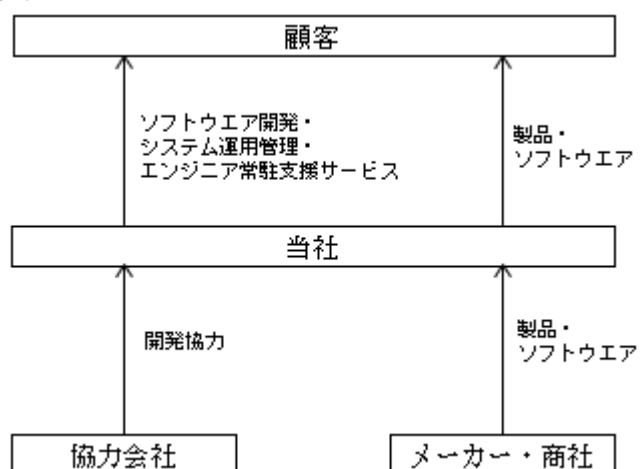 顧客
ソフトウエア開発・
システム運用管理・
エンジニア常駐支援サービス
製品・
ソフトウエア
当社
開発協力
製品・
ソフトウエア
協力会社
メーカー・商社